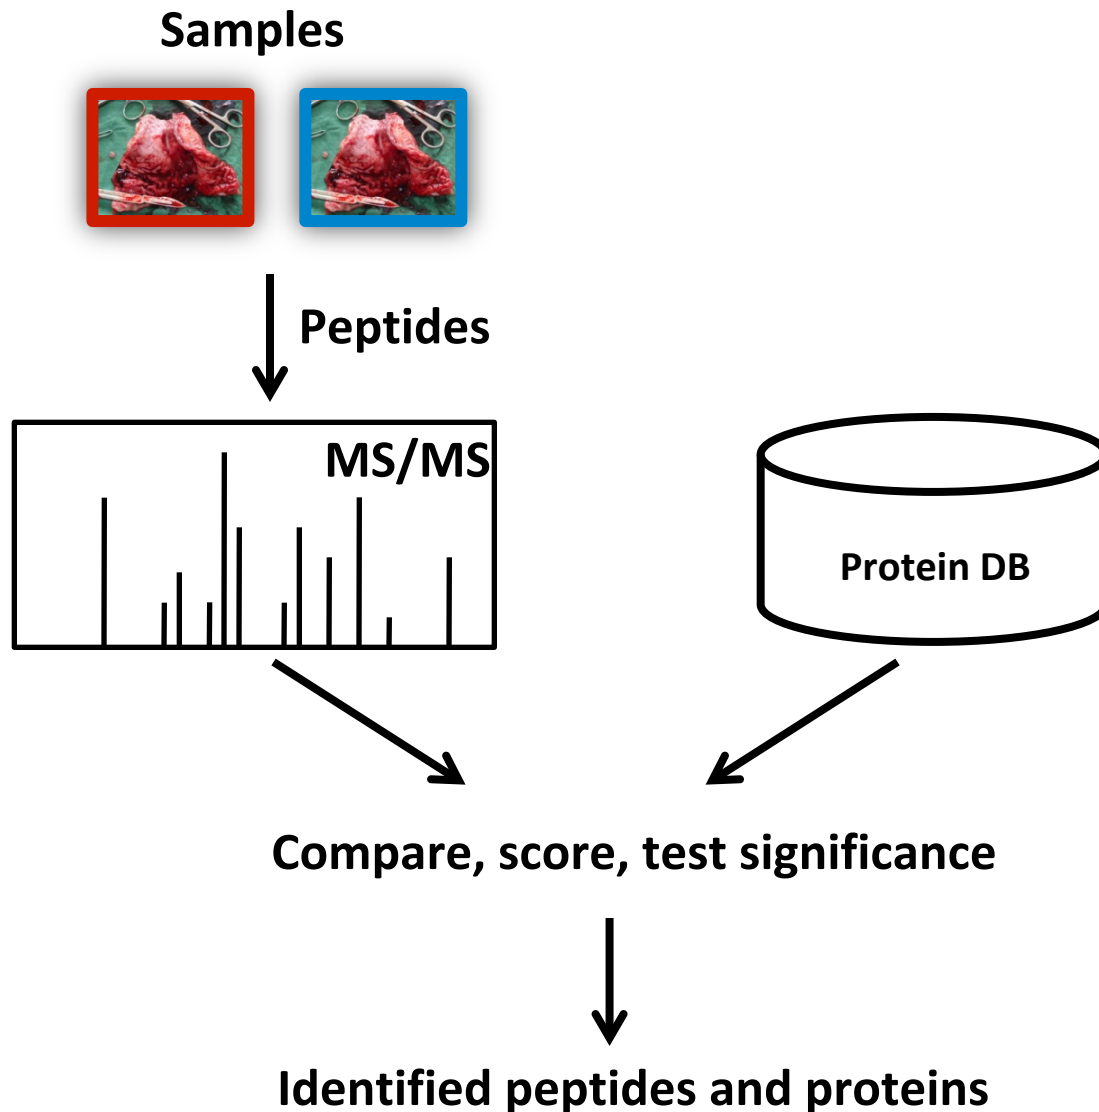 Samples
Peptides
MS/MS
Protein DB
Compare, score, test significance
Identified peptides and proteins